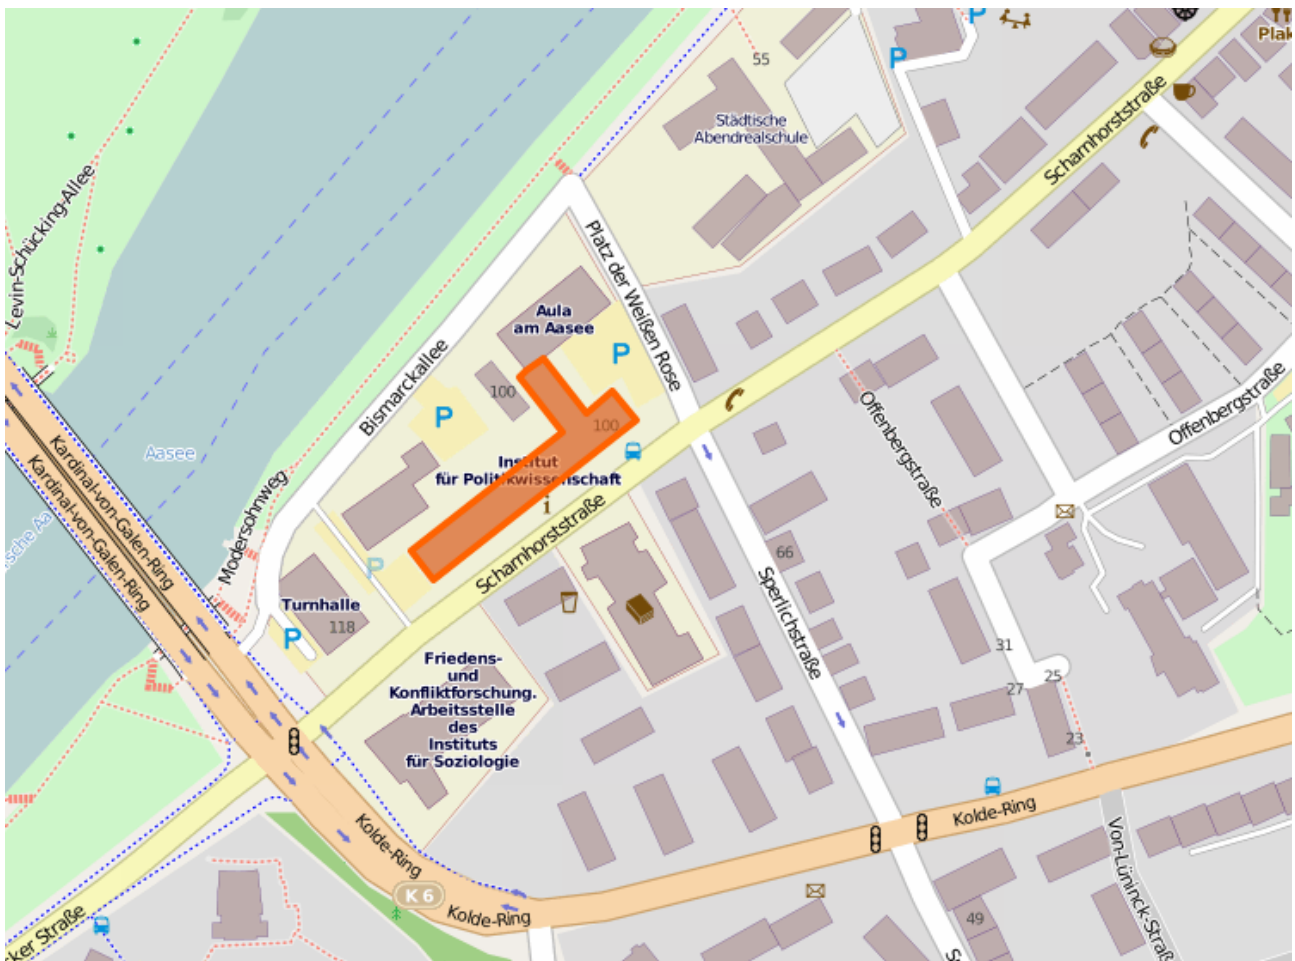 P
Plak
P
55
Städtische
Abendrealschule
Scharnhorststraße
Levin-Schücking-Allee
Platz der Weißen Rose
Aula
am Aasee
P
Bismarckallee
100
P
100
Offenbergstraße
Offenbergstraße
Aasee
Kardinal-von-Galen-Ring
Kardinal-von-Galen-Ring
Institut
für Politikwissenschaft
i
Modersohnweg
Scharnhorststraße
P
66
Turnhalle
118
P
Sperlichstraße
31
25
27
23
Friedens-
und
Konfliktforschung.
Arbeitsstelle
des
Instituts
für Soziologie
Kolde-Ring
Kolde-Ring
Von-Lüninck-Straß
K 6
Kolde-Ring
49
ker Straße